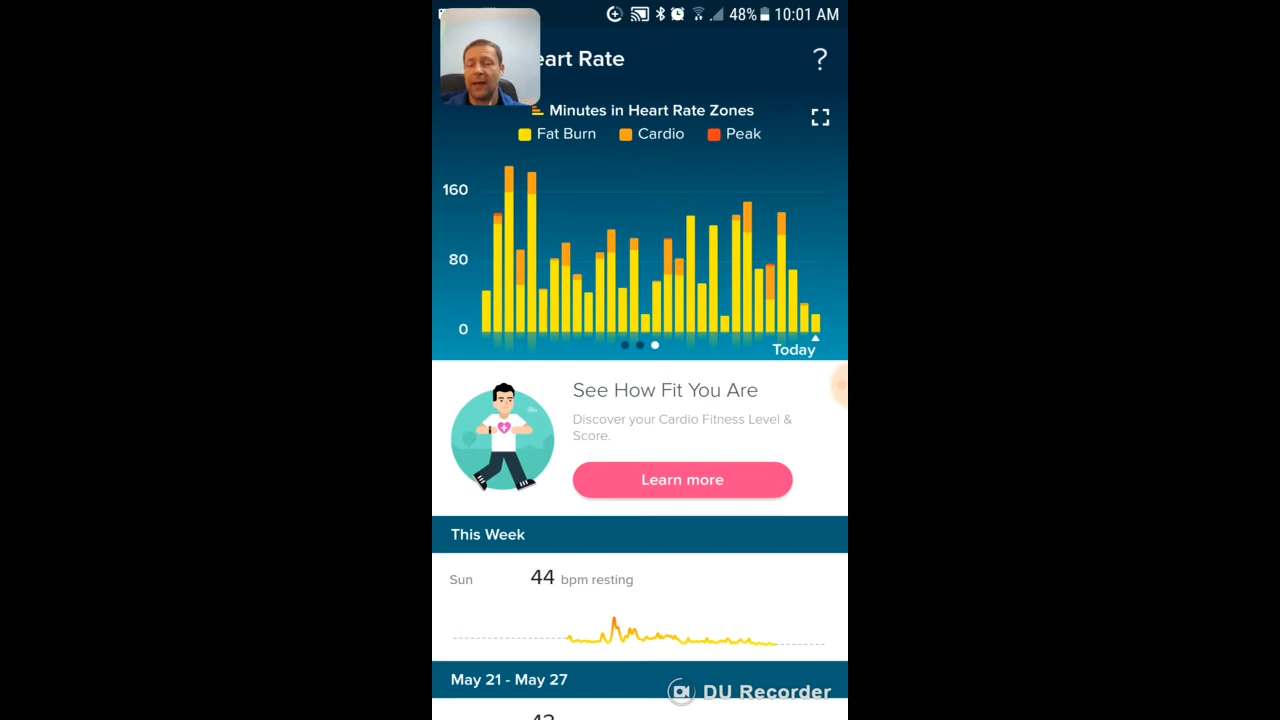 48% 10:01 AM
eart Rate ?
Minutes in Heart Rate Zones
Fat Burn Cardio Peak
160
80
0
Today
See How Fit You Are
Discover your Cardio Fitness Level &
Score.
Learn more
This Week
Sun 44 bpm resting
May 21 - May 27
DU Recorder